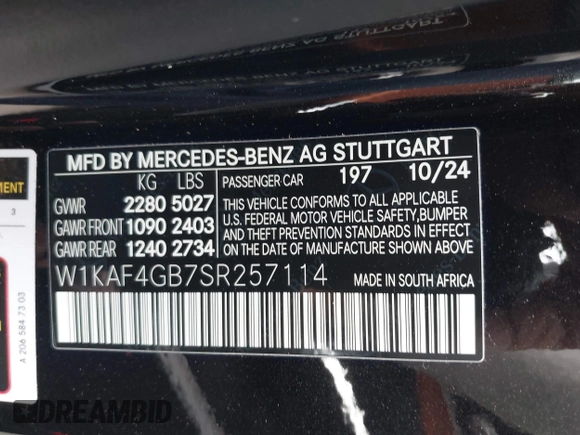 MFD BY MERCEDES-BENZ AG STUTTGART
KG LBS
PASSENGER CAR 197 10/24
GVWR 2280 5027
GAWR FRONT 1090 2403
GAWR REAR 1240 2734
THIS VEHICLE CONFORMS TO ALL APPLICABLE
U.S. FEDERAL MOTOR VEHICLE SAFETY, BUMPER
AND THEFT PREVENTION STANDARDS IN EFFECT
ON THE DATE OF MANUFACTURE SHOWN ABOVE.
W1KAF4GB7SR257114
MADE IN SOUTH AFRICA
3
A 206 584 73 03
DREAMBID